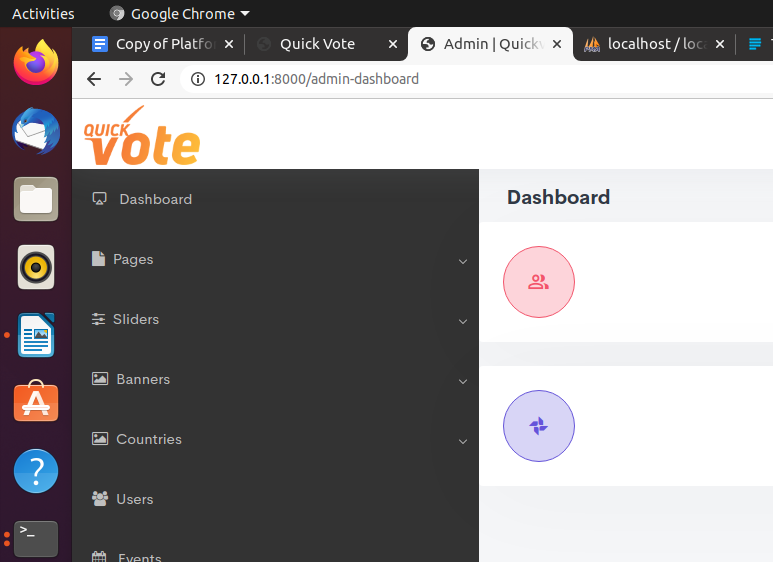 Activities Google Chrome
Copy of Platfo Quick Vote Admin | Quickv localhost / loca
127.0.0.1:8000/admin-dashboard
QUICK
vote
Dashboard
Dashboard
Pages
Sliders
Banners
Countries
Users
Events